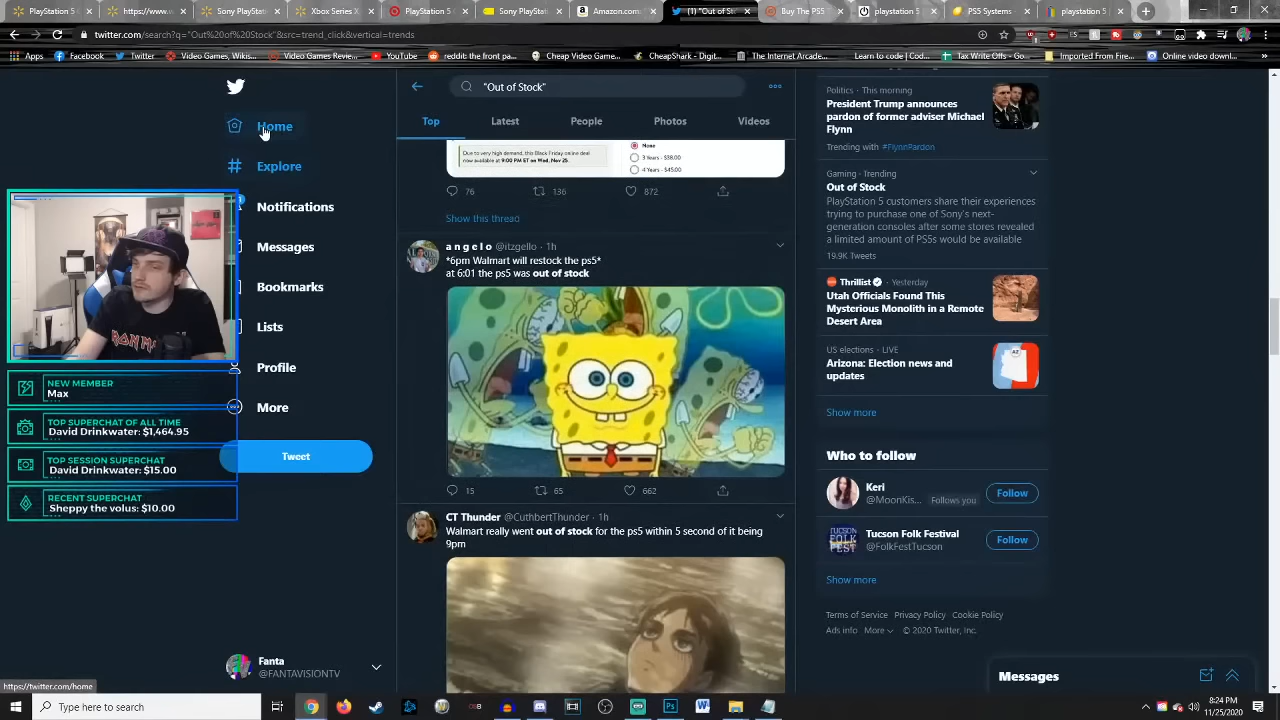 PlayStation 5
https://www
Sony PlaySt
Xbox Series
PlayStation 5
Sony PlaySt
Amazon.com
(1) "Out of S
Buy The PS5
playstation 5
PS5 Systems
playstation
twitter.com/search?q="Out%20of%20Stock"&src=trend_click&vertical=trends
Apps
Facebook
Twitter
Video Games, Wiki...
Video Games Revie...
YouTube
reddit the front pa...
Cheap Video Game...
CheapShark - Digit...
The Internet Arcade...
Learn to code | Cod...
Tax Write Offs - Go...
Imported From Fire...
Online video downl...
"Out of Stock"
Top
Latest
People
Photos
Videos
Home
Explore
Notifications
Messages
Bookmarks
Lists
Profile
More
Tweet
Due to very high demand, this Black Friday online deal
now available at 9:00 PM ET on Wed, Nov 25.
None
3 Years - $38.00
4 Years - $45.00
76
136
872
Show this thread
a n g e l o @itzgello · 1h
*6pm Walmart will restock the ps5*
at 6:01 the ps5 was out of stock
15
65
662
CT Thunder @CuthbertThunder · 1h
Walmart really went out of stock for the ps5 within 5 second of it being
9pm
Politics · This morning
President Trump announces
pardon of former adviser Michael
Flynn
Trending with #FlynnPardon
Gaming · Trending
Out of Stock
PlayStation 5 customers share their experiences
trying to purchase one of Sony's next-
generation consoles after some stores revealed
a limited amount of PS5s would be available
19.9K Tweets
Thrillist · Yesterday
Utah Officials Found This
Mysterious Monolith in a Remote
Desert Area
US elections · LIVE
Arizona: Election news and
updates
Show more
Who to follow
Keri
@MoonKis... Follows you
Follow
Tucson Folk Festival
@FolkFestTucson
Follow
Show more
Terms of Service Privacy Policy Cookie Policy
Ads info More © 2020 Twitter, Inc.
Messages
IRON MAIDEN
NEW MEMBER
Max
TOP SUPERCHAT OF ALL TIME
David Drinkwater: $1,464.95
TOP SESSION SUPERCHAT
David Drinkwater: $15.00
RECENT SUPERCHAT
Sheppy the volus: $10.00
Fanta
@FANTAVISIONTV
https://twitter.com/home
Type here to search
8:24 PM
11/25/2020